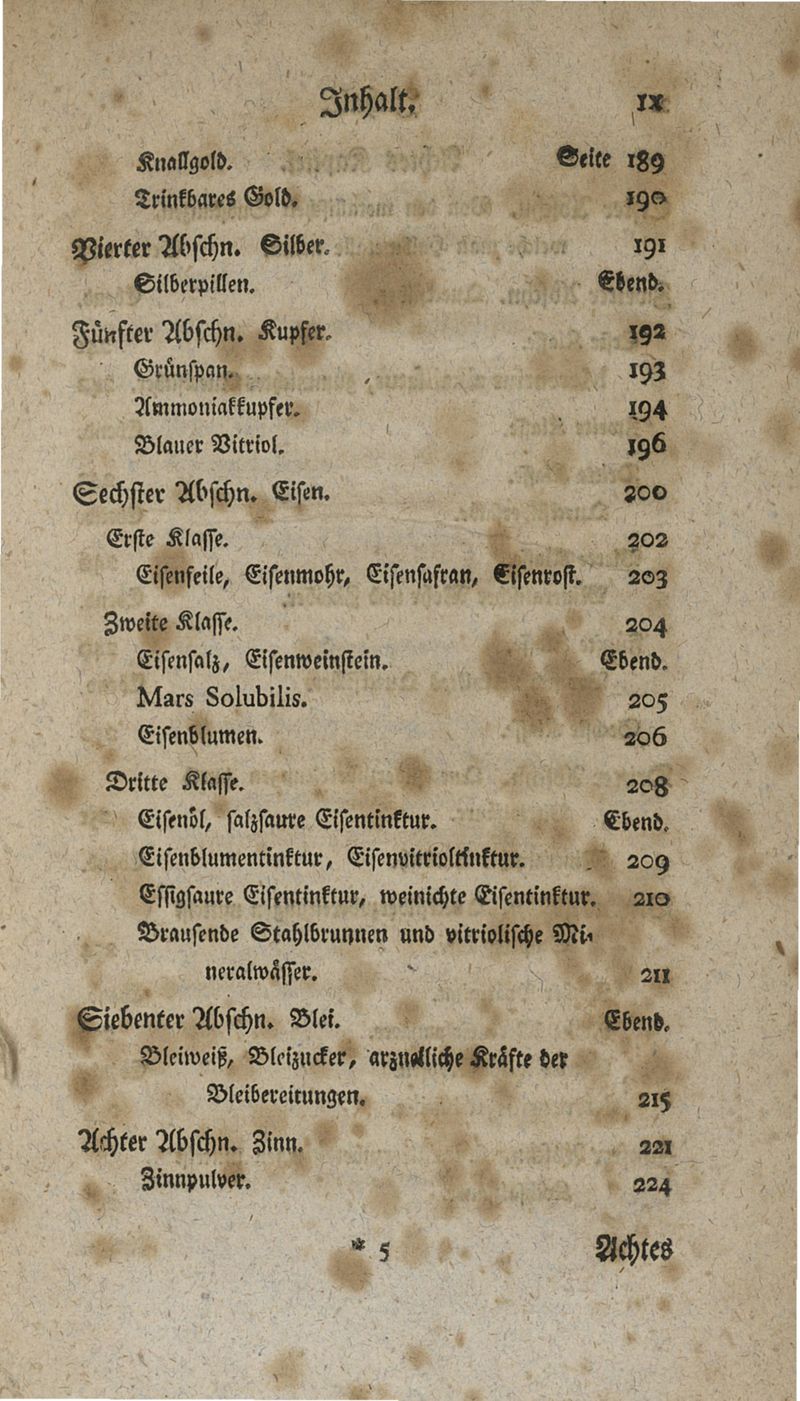 Inhalt. IX
Knallgold. Seite 189
Trinkbares Gold. 190
Vierter Abschn. Silber. 191
Silberpillen. Ebend.
Fünfter Abschn. Kupfer. 192
Grünspan. 193
Ammoniakkupfer. 194
Blauer Vitriol. 196
Sechster Abschn. Eisen. 200
Erste Klasse. 202
Eisenfeile, Eisenmohr, Eisensafran, Eisenrost. 203
Zweite Klasse. 204
Eisensalz, Eisenweinstein. Ebend.
Mars Solubilis. 205
Eisenblumen. 206
Dritte Klasse. 208
Eisenöl, salzsaure Eisentinktur. Ebend.
Eisenblumentinktur, Eisenvitrioltinktur. 209
Essigsaure Eisentinktur, weinichte Eisentinktur. 210
Brausende Stahlbrunnen und vitriolische Mi-
neralwässer. 211
Siebenter Abschn. Blei. Ebend.
Bleiweiß, Bleizucker, arzneiliche Kräfte der
Bleibereitungen. 215
Achter Abschn. Zinn. 221
Zinnpulver. 224
* 5 Achtes